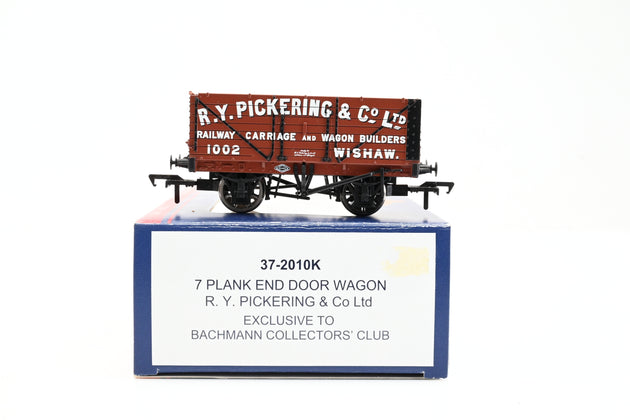 R.Y. PICKERING & Co LTD
RAILWAY CARRIAGE AND WAGON BUILDERS
1002 WISHAW.
37-2010K
7 PLANK END DOOR WAGON
R. Y. PICKERING & Co Ltd
EXCLUSIVE TO
BACHMANN COLLECTORS' CLUB